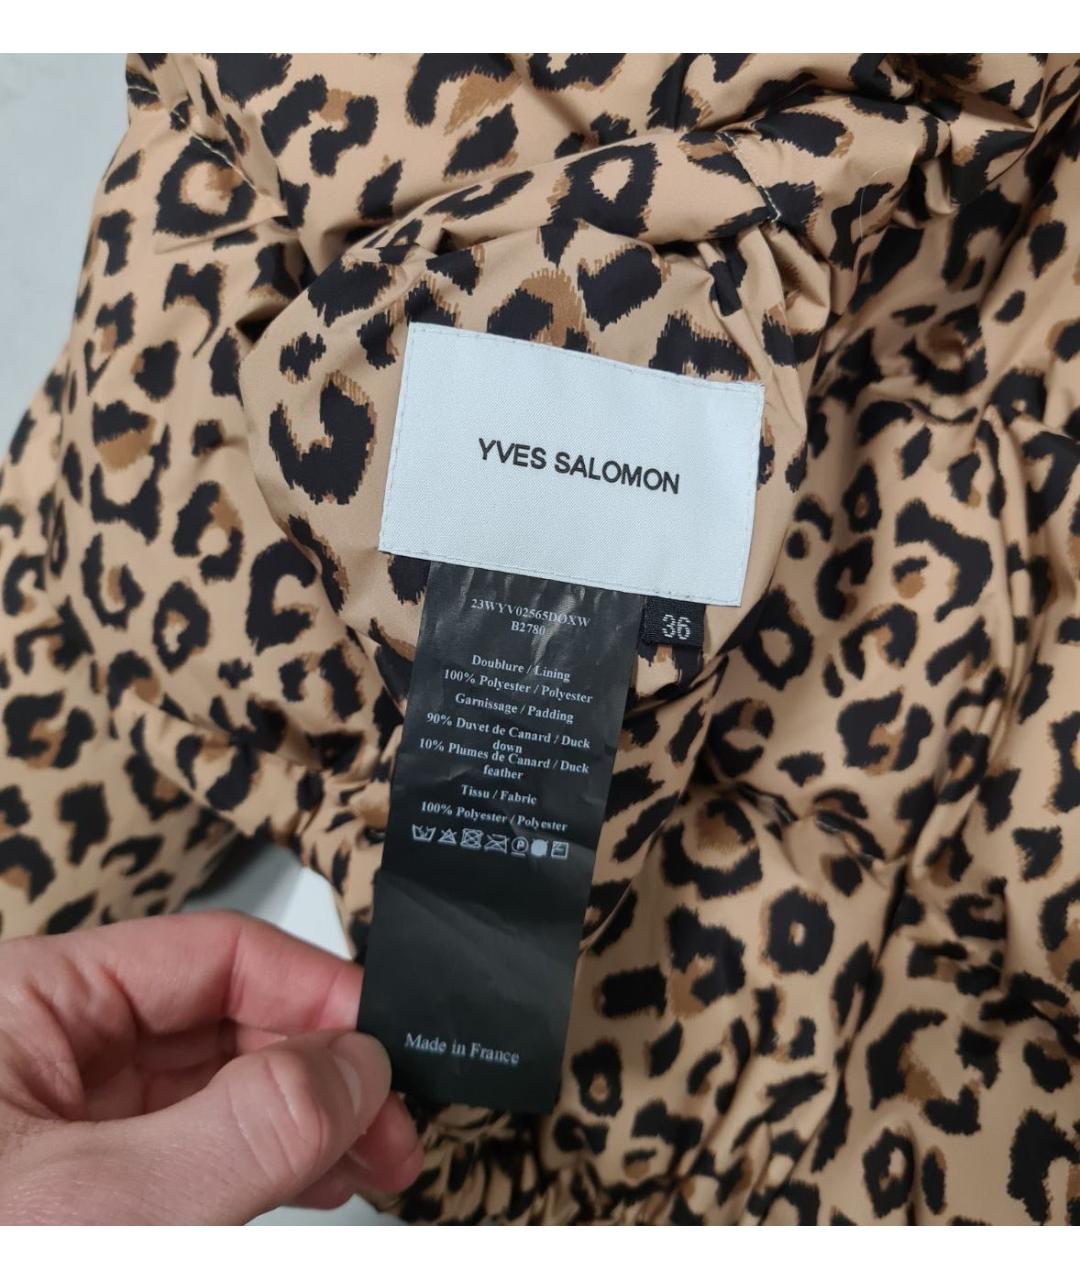 YVES SALOMON
36
23WYV02565DOXW
B2780
Doublure / Lining
100% Polyester / Polyester
Garnissage / Padding
90% Duvet de Canard / Duck
down
10% Plumes de Canard / Duck
feather
Tissu / Fabric
100% Polyester / Polyester
P
Made in France